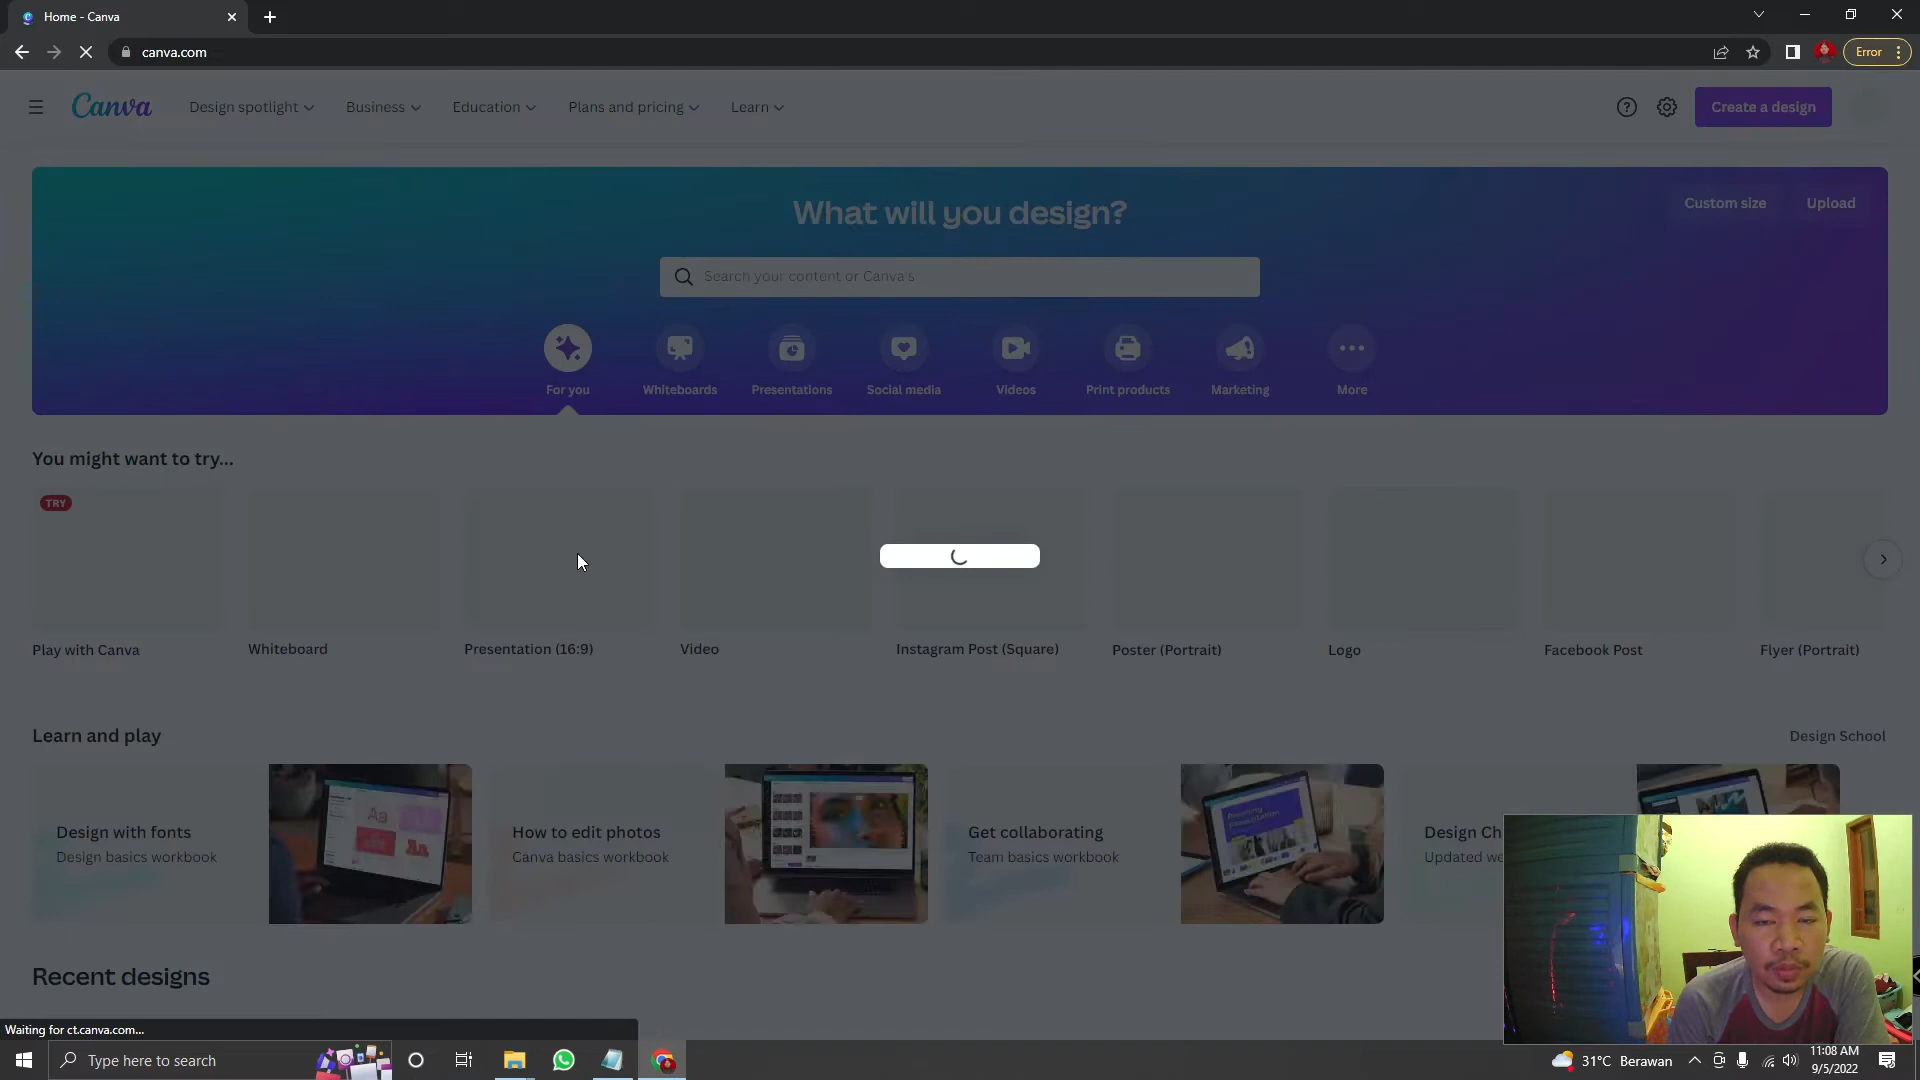 Home - Canva
canva.com
Error
Canva
Design spotlight
Business
Education
Plans and pricing
Learn
Create a design
What will you design?
Custom size
Upload
Search your content or Canva's
For you
Whiteboards
Presentations
Social media
Videos
Print products
Marketing
More
You might want to try...
TRY
Play with Canva
Whiteboard
Presentation (16:9)
Video
Instagram Post (Square)
Poster (Portrait)
Logo
Facebook Post
Flyer (Portrait)
Learn and play
Design School
Design with fonts
Design basics workbook
Aa
How to edit photos
Canva basics workbook
Get collaborating
Team basics workbook
Design Ch
Updated wo
Recent designs
Waiting for ct.canva.com...
Type here to search
31°C Berawan
11:08 AM
9/5/2022